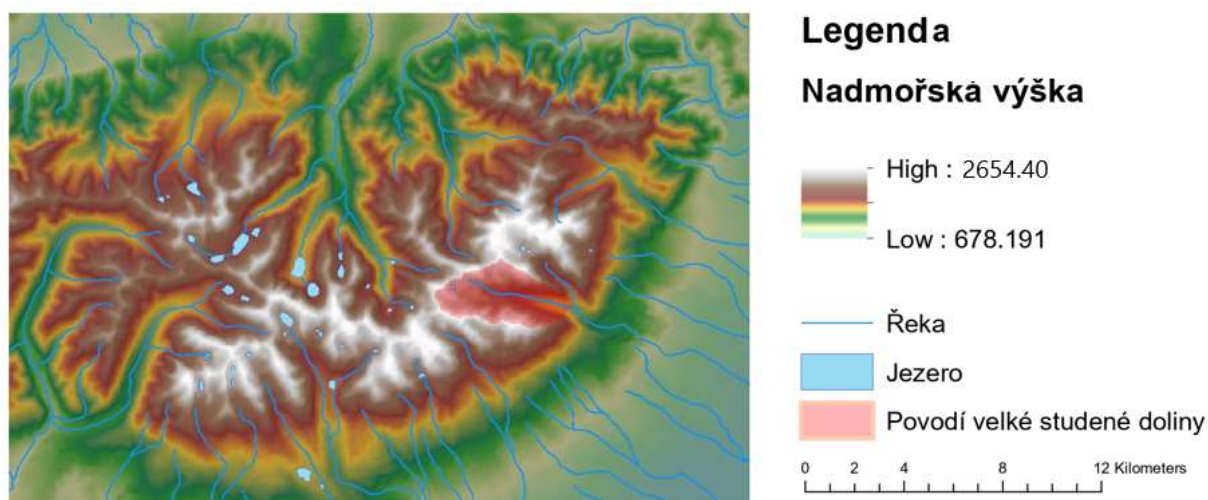 Legenda
Nadmořská výška
High : 2654.40
Low : 678.191
Řeka
Jezero
Povodí velké studené doliny
0 2 4 8 12 Kilometers